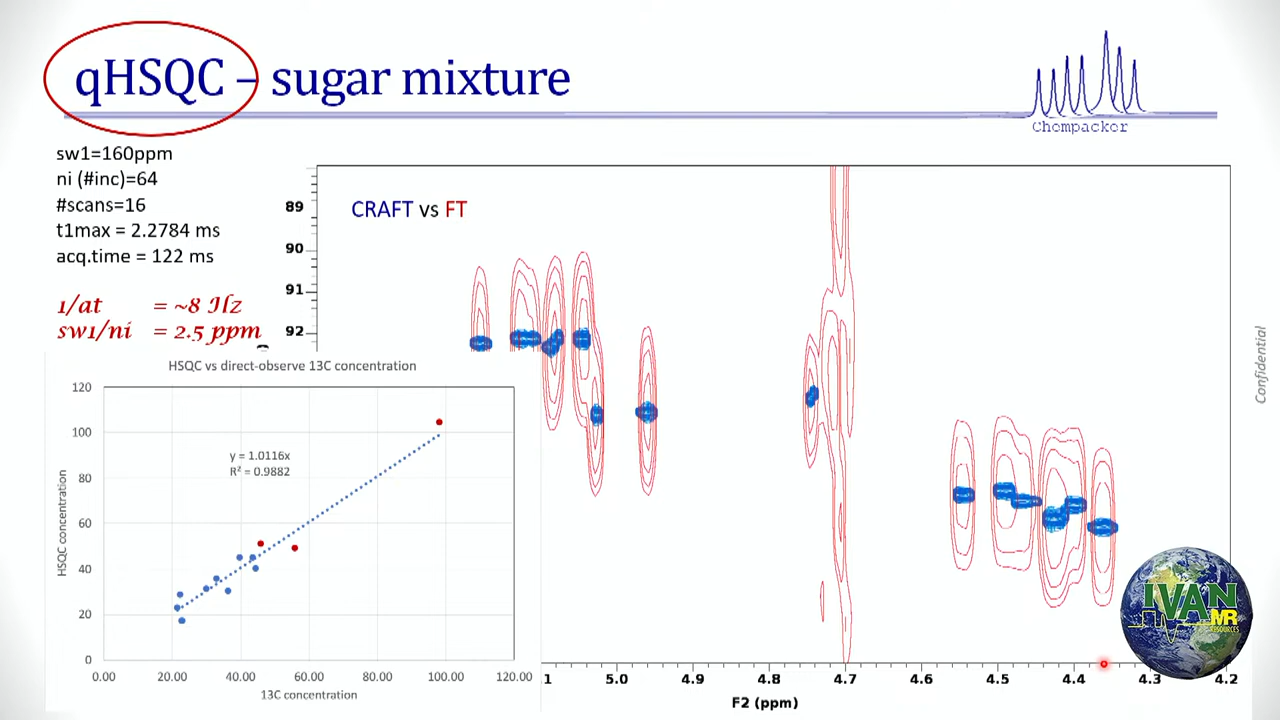 qHSQC – sugar mixture
Chempacker
sw1=160ppm
ni (#inc)=64
#scans=16
t1max = 2.2784 ms
acq.time = 122 ms
1/at = ~8 Hz
sw1/ni = 2.5 ppm
CRAFT vs FT
89
90
91
92
HSQC vs direct-observe 13C concentration
120
100
80
60
40
20
0
HSQC concentration
y = 1.0116x
R² = 0.9882
0.00 20.00 40.00 60.00 80.00 100.00 120.00
13C concentration
1 5.0 4.9 4.8 4.7 4.6 4.5 4.4 4.3 4.2
F2 (ppm)
Confidential
IVAN
MR
RESOURCES